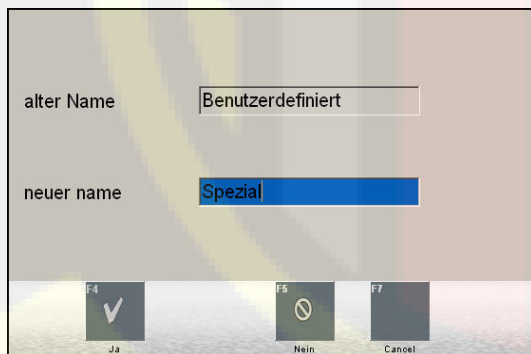 alter Name Benutzerdefiniert
neuer name Spezial
F4 F5 F7
Ja Nein Cancel